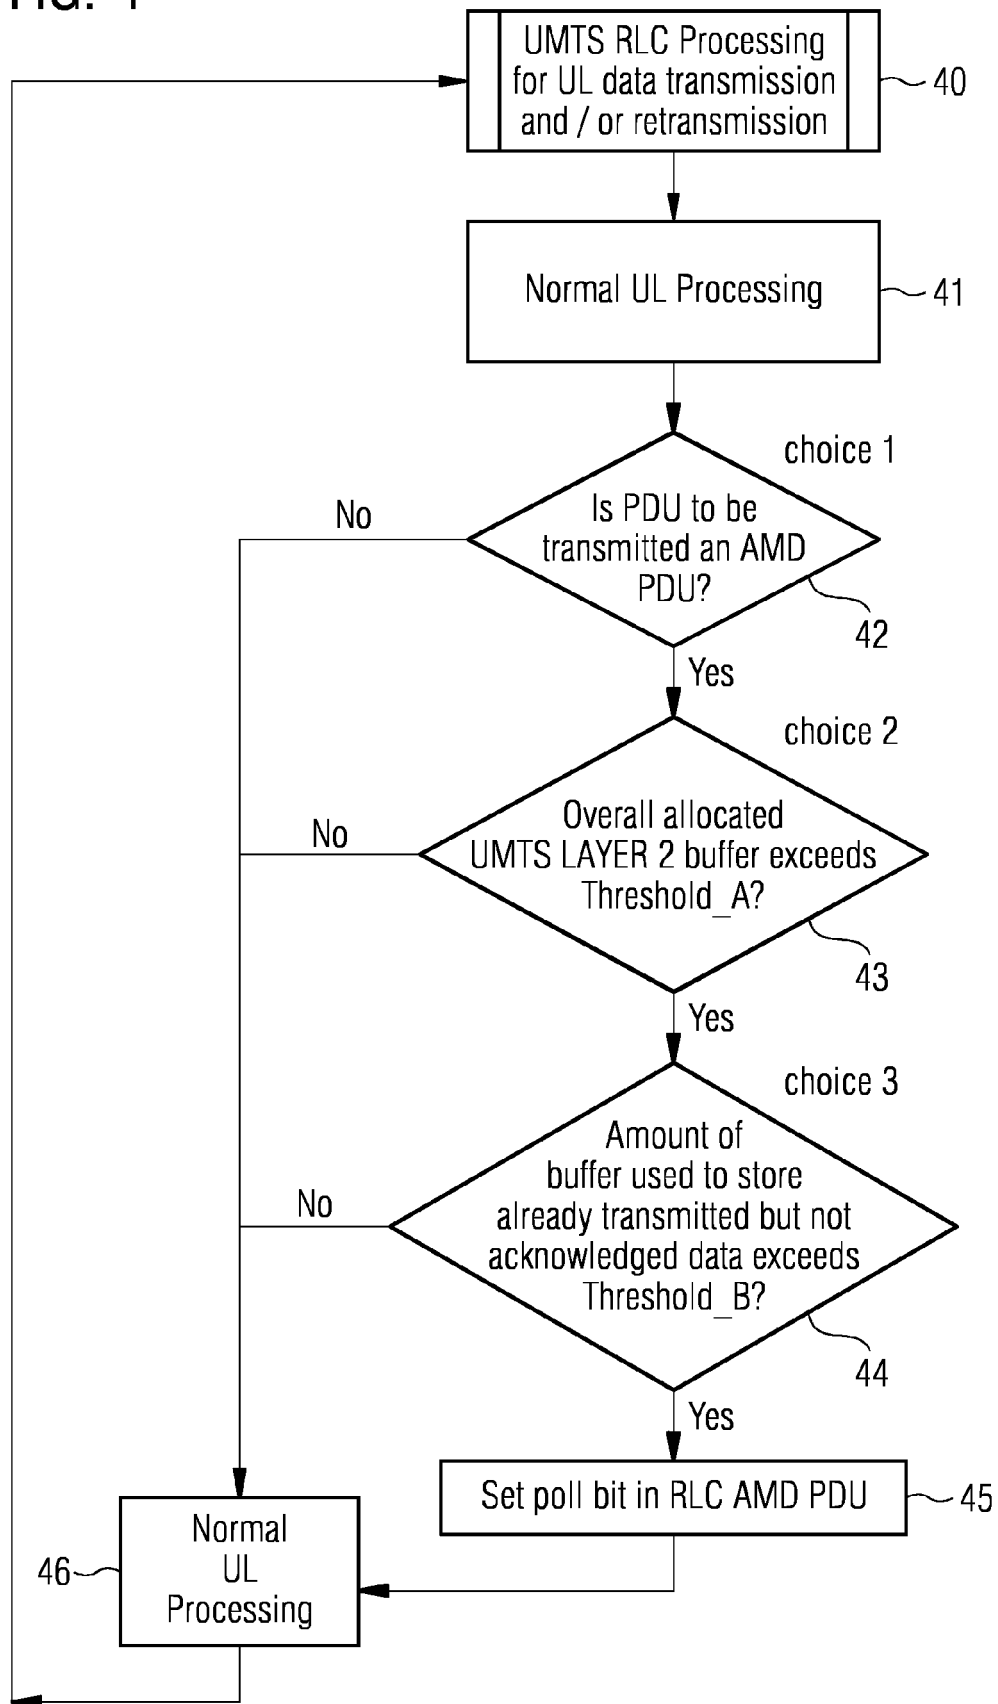 UMTS RLC Processing
for UL data transmission
and / or retransmission
40
Normal UL Processing
41
choice 1
Is PDU to be
transmitted an AMD
PDU?
42
No
Yes
choice 2
Overall allocated
UMTS LAYER 2 buffer exceeds
Threshold_A?
43
No
Yes
choice 3
Amount of
buffer used to store
already transmitted but not
acknowledged data exceeds
Threshold_B?
44
No
Yes
Set poll bit in RLC AMD PDU
45
Normal
UL
Processing
46